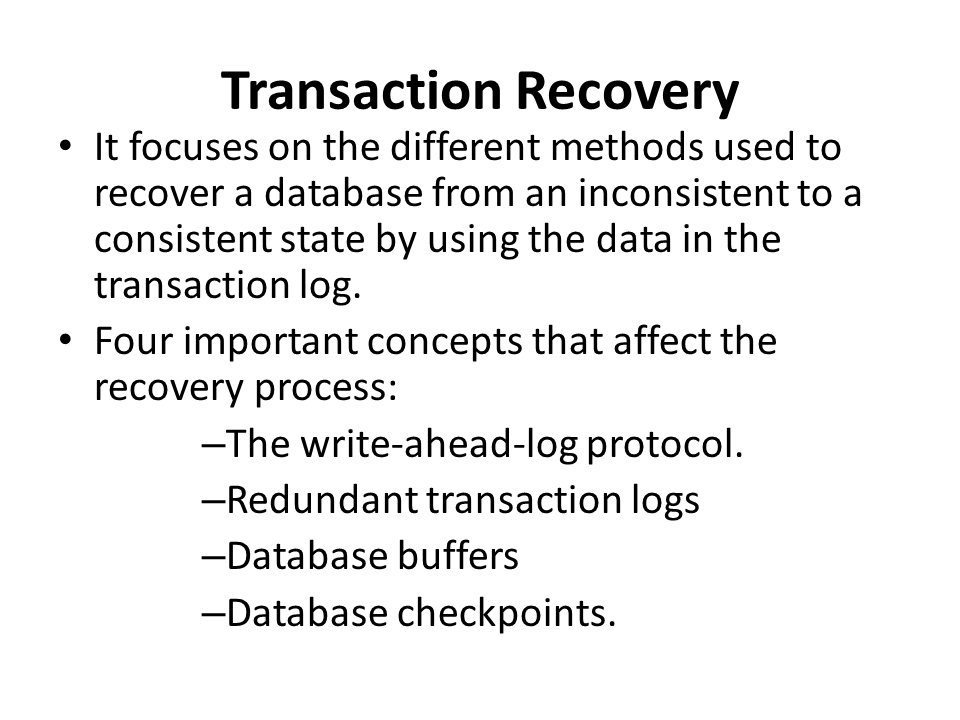 Transaction Recovery
• It focuses on the different methods used to
recover a database from an inconsistent to a
consistent state by using the data in the
transaction log.
• Four important concepts that affect the
recovery process:
–The write-ahead-log protocol.
–Redundant transaction logs
–Database buffers
–Database checkpoints.